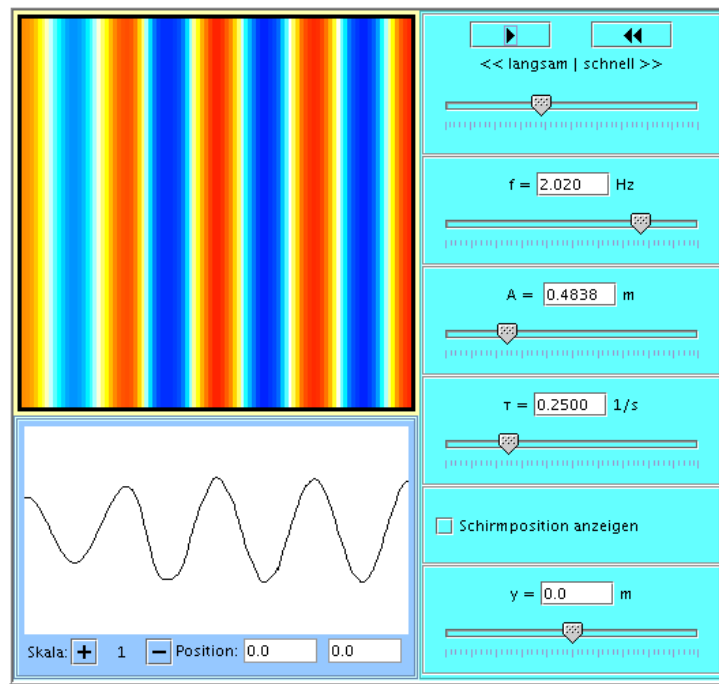 << langsam | schnell >>
f = 2.020 Hz
A = 0.4838 m
τ = 0.2500 1/s
Schirmposition anzeigen
y = 0.0 m
Skala: + 1 − Position: 0.0 0.0